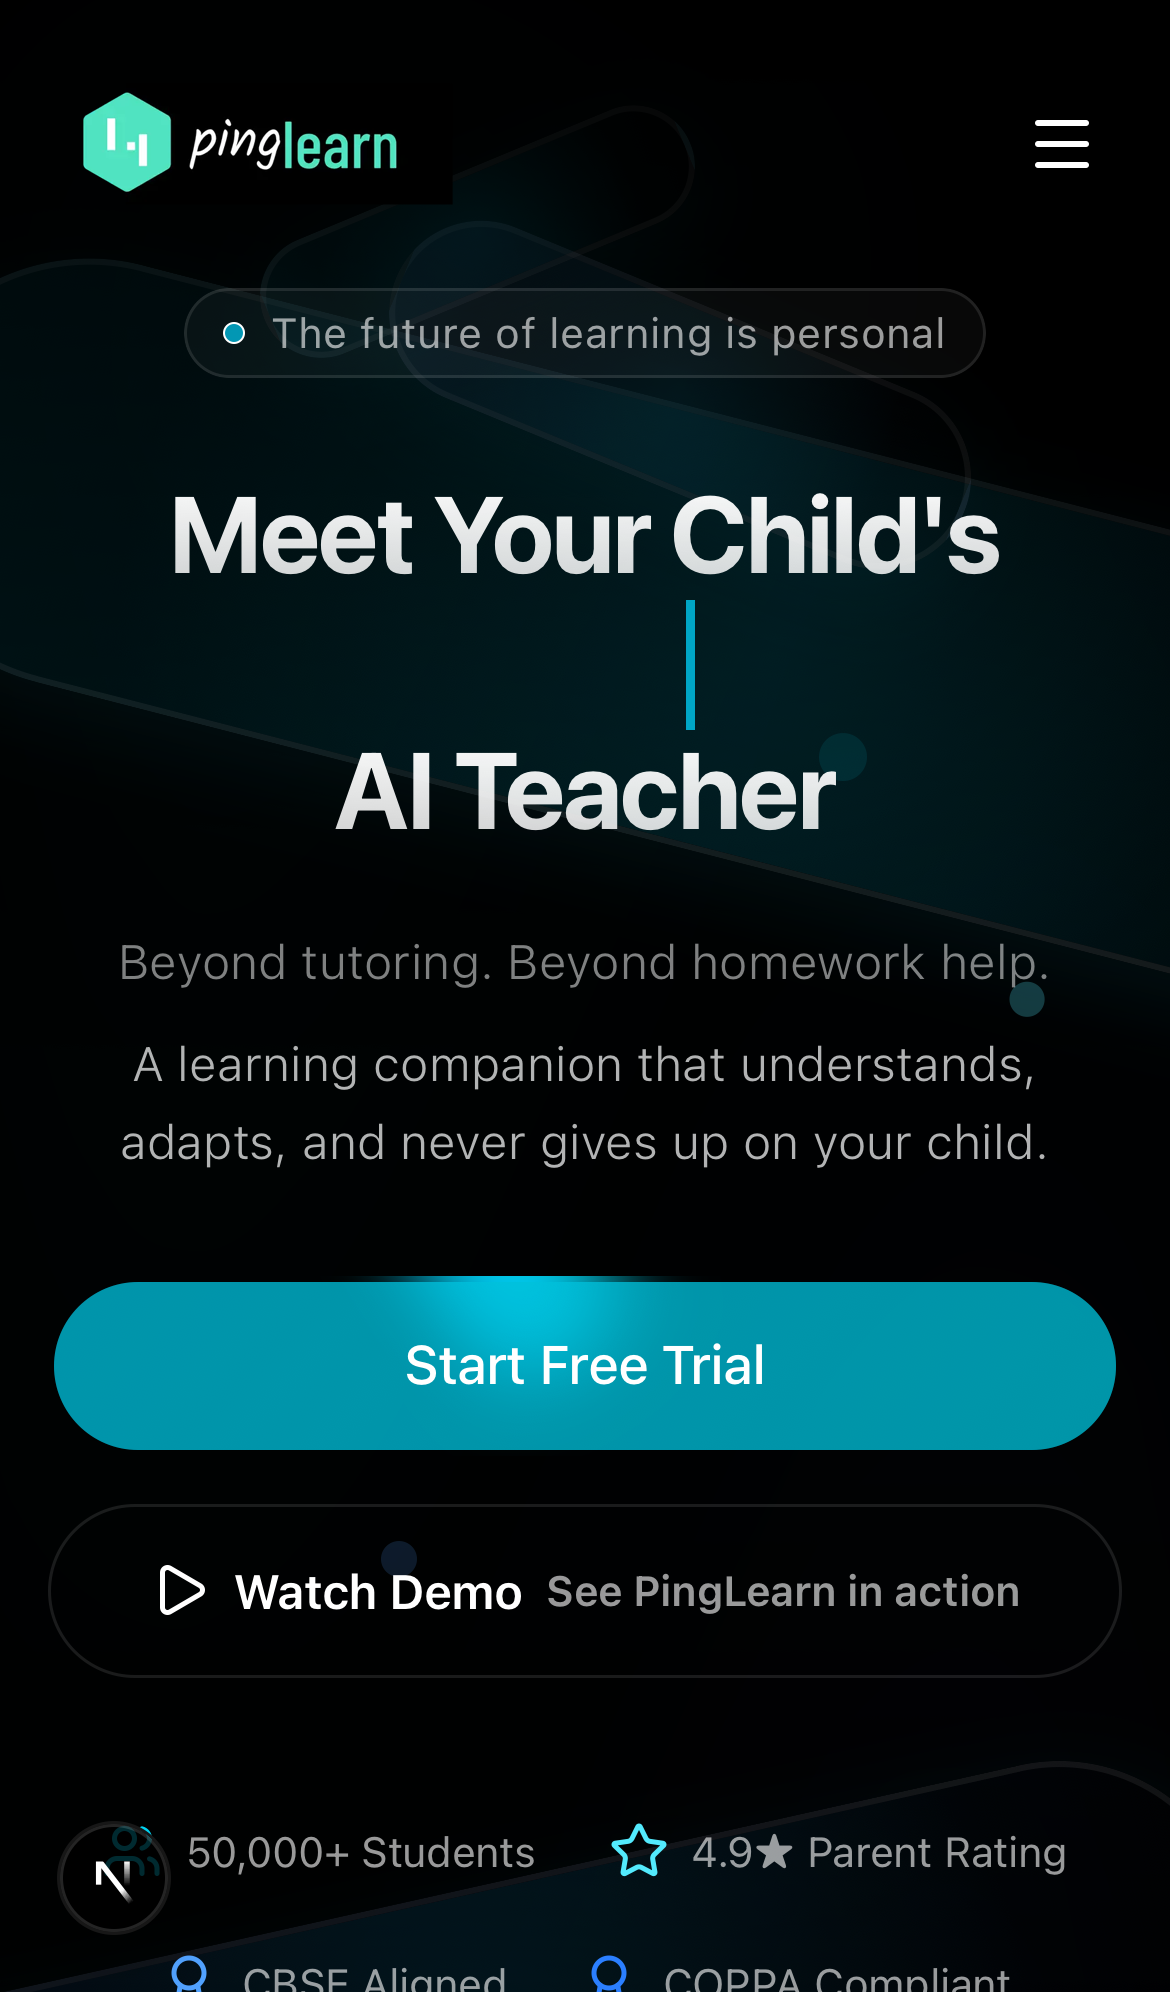 pinglearn
The future of learning is personal
Meet Your Child's
AI Teacher
Beyond tutoring. Beyond homework help.
A learning companion that understands,
adapts, and never gives up on your child.
Start Free Trial
Watch Demo See PingLearn in action
50,000+ Students 4.9★ Parent Rating
CBSE Aligned COPPA Compliant